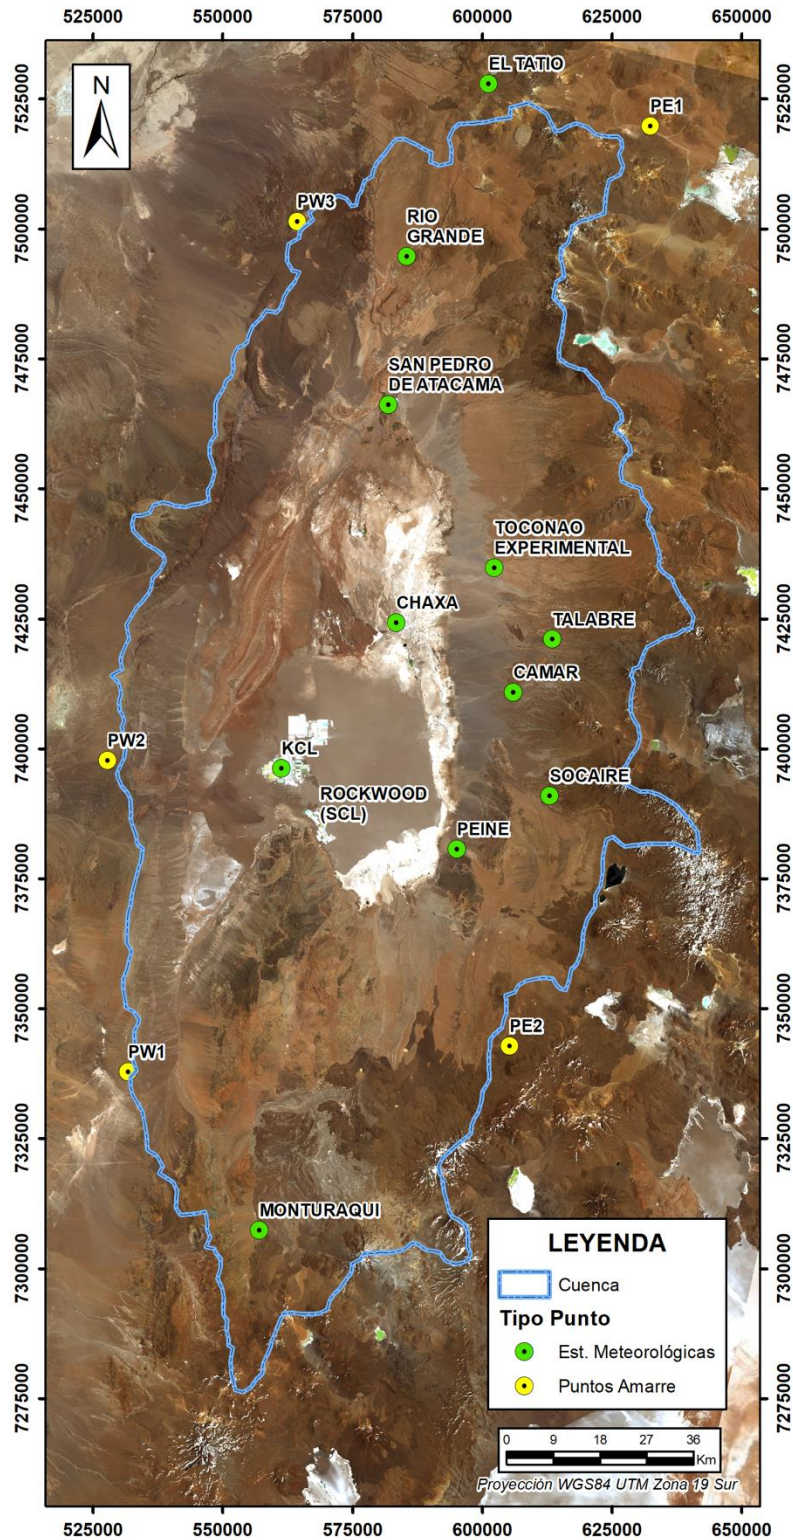 525000 550000 575000 600000 625000 650000
N
EL TATIO
7525000 7525000
PE1
PW3
RIO
GRANDE
7500000 7500000
7475000 7475000
SAN PEDRO
DE ATACAMA
7450000 7450000
TOCONAO
EXPERIMENTAL
7425000 7425000
CHAXA
TALABRE
CAMAR
7400000 7400000
PW2
KCL
SOCAIRE
ROCKWOOD
(SCL)
PEINE
7375000 7375000
7350000 7350000
PE2
PW1
7325000 7325000
MONTURAQUI
7300000 7300000
LEYENDA
Cuenca
Tipo Punto
Est. Meteorológicas
Puntos Amarre
7275000 7275000
0 9 18 27 36
Km
Proyección WGS84 UTM Zona 19 Sur
525000 550000 575000 600000 625000 650000